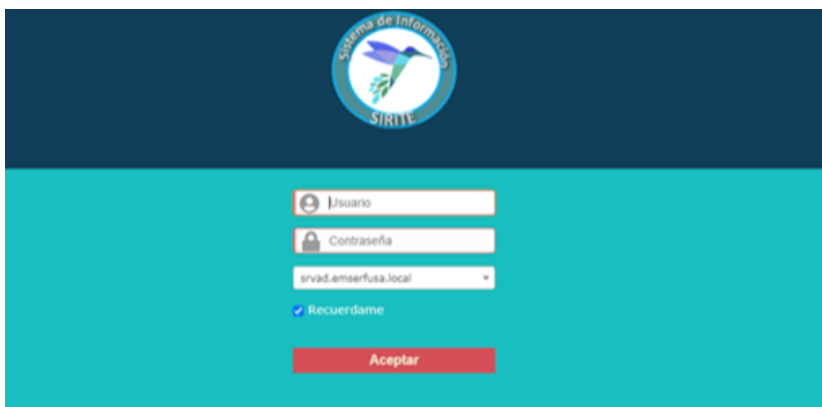 Sistema de Información
SIRITE
Usuario
Contraseña
srvad.emserfusa.local
Recuerdame
Aceptar